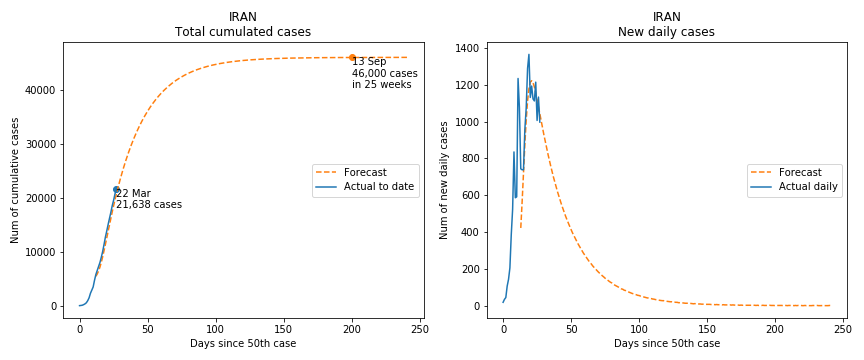 IRAN
Total cumulated cases
Num of cumulative cases
40000
30000
20000
10000
0
13 Sep
46,000 cases
in 25 weeks
22 Mar
21,638 cases
Forecast
Actual to date
0
50
100
150
200
250
Days since 50th case
IRAN
New daily cases
Num of new daily cases
1400
1200
1000
800
600
400
200
0
Forecast
Actual daily
0
50
100
150
200
250
Days since 50th case